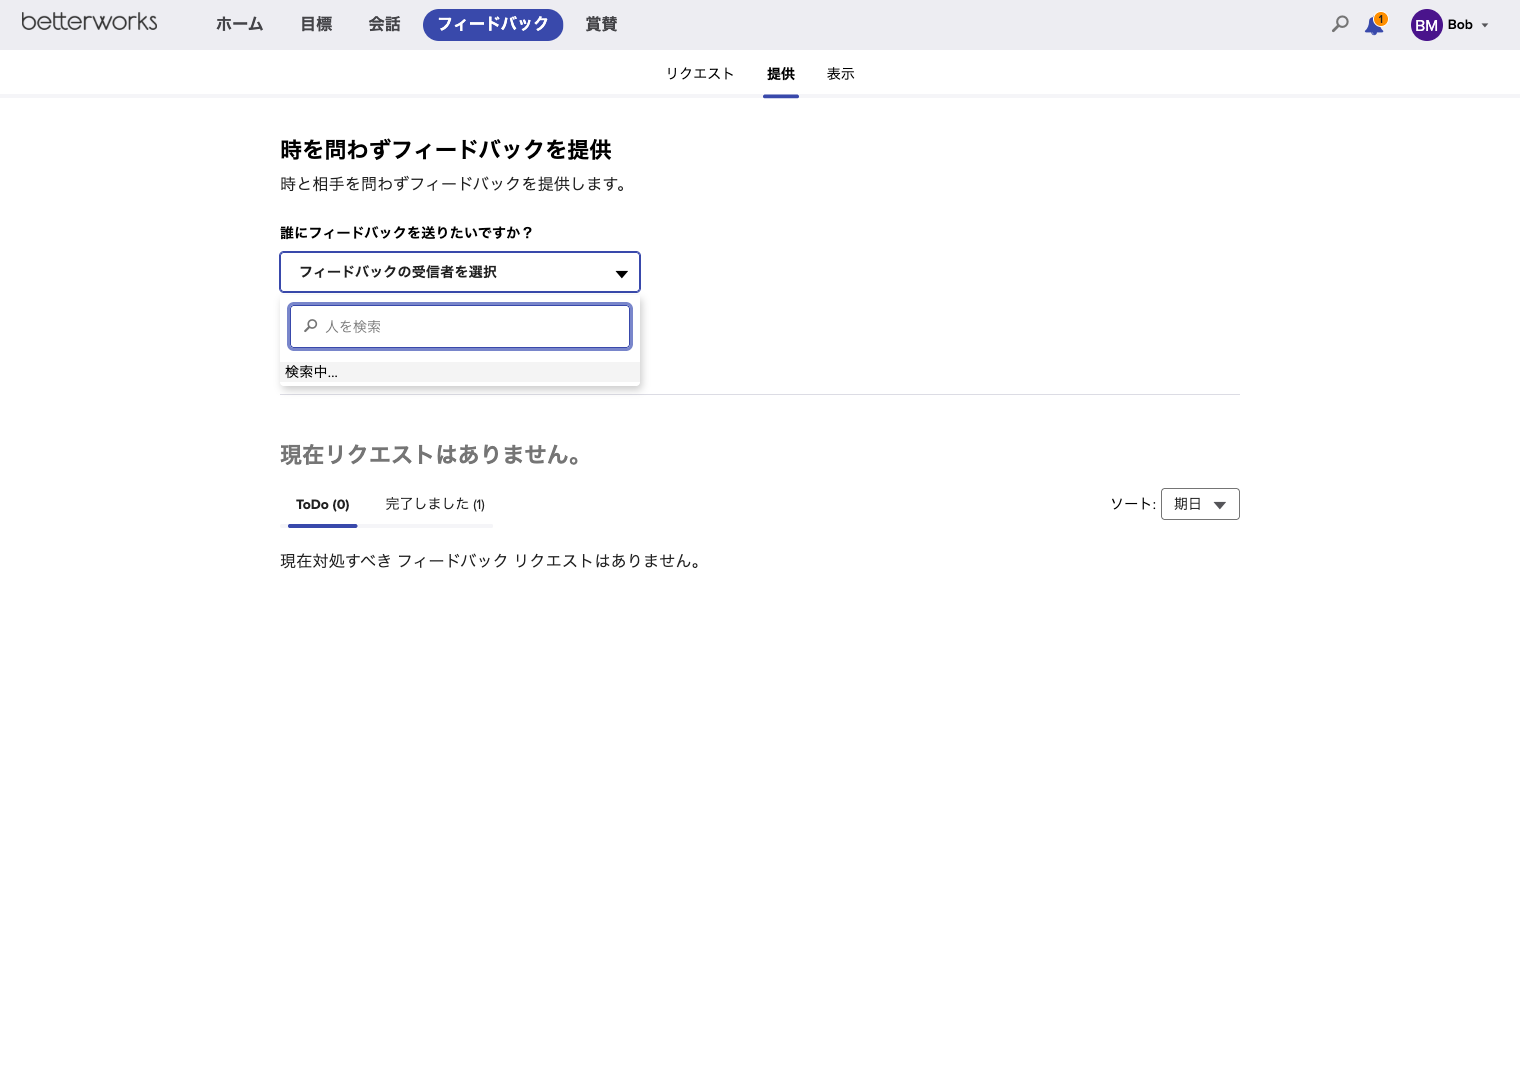 betterworks
ホーム 目標 会話 フィードバック 賞賛 1 BM Bob
リクエスト 提供 表示
時を問わずフィードバックを提供
時と相手を問わずフィードバックを提供します。
誰にフィードバックを送りたいですか？
フィードバックの受信者を選択
人を検索
検索中...
現在リクエストはありません。
ToDo (0) 完了しました (1) ソート: 期日
現在対処すべき フィードバック リクエストはありません。